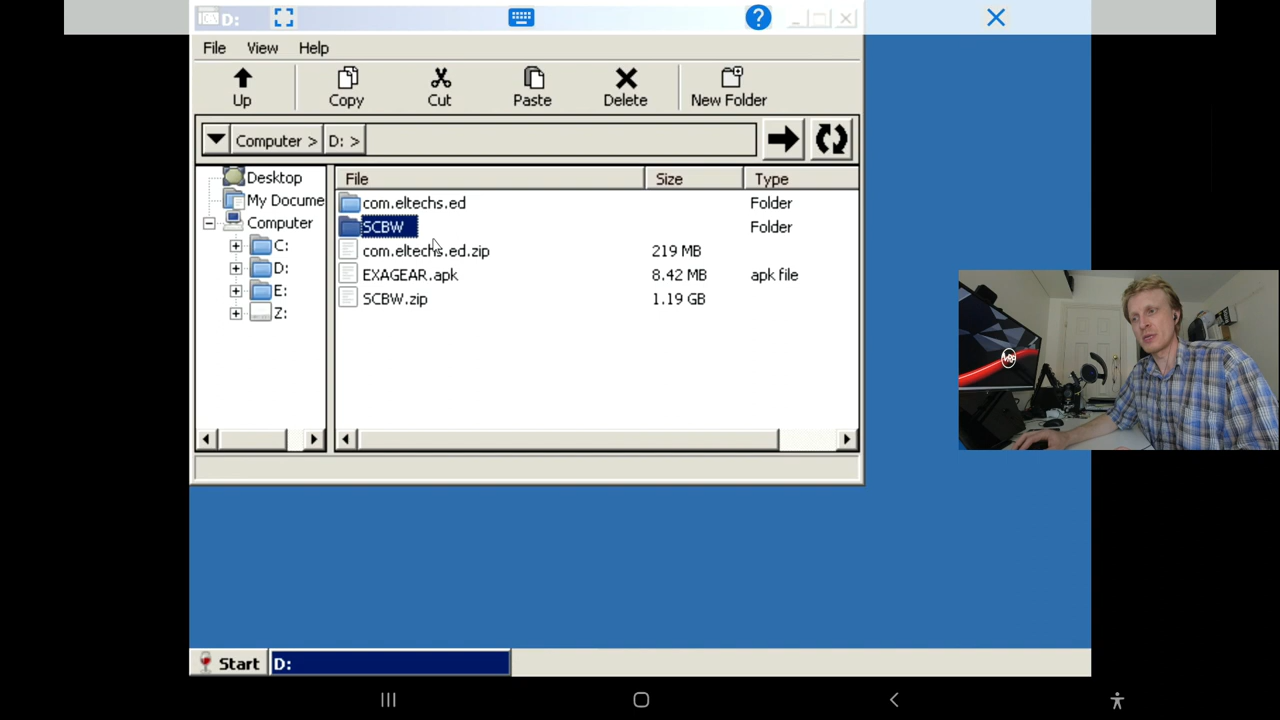 D:
File View Help
Up Copy Cut Paste Delete New Folder
Computer > D: >
Desktop
My Docume
Computer
C:
D:
E:
Z:
File Size Type
com.eltechs.ed Folder
SCBW Folder
com.eltechs.ed.zip 219 MB
EXAGEAR.apk 8.42 MB apk file
SCBW.zip 1.19 GB
Start D: